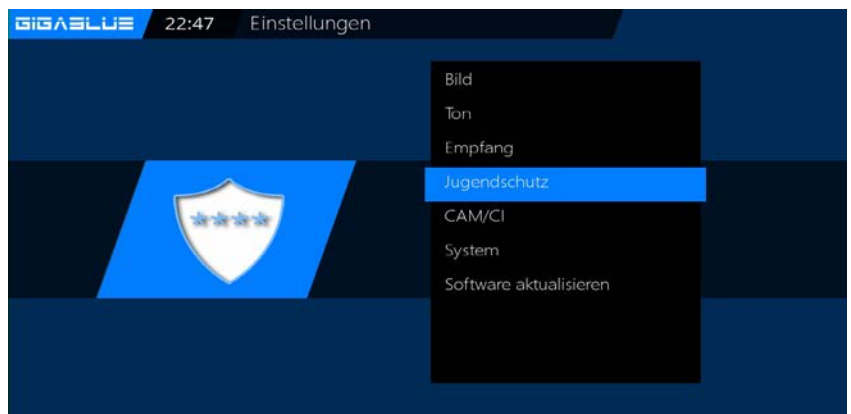 GIGABLUE 22:47 Einstellungen
Bild
Ton
Empfang
Jugendschutz
****
CAM/CI
System
Software aktualisieren